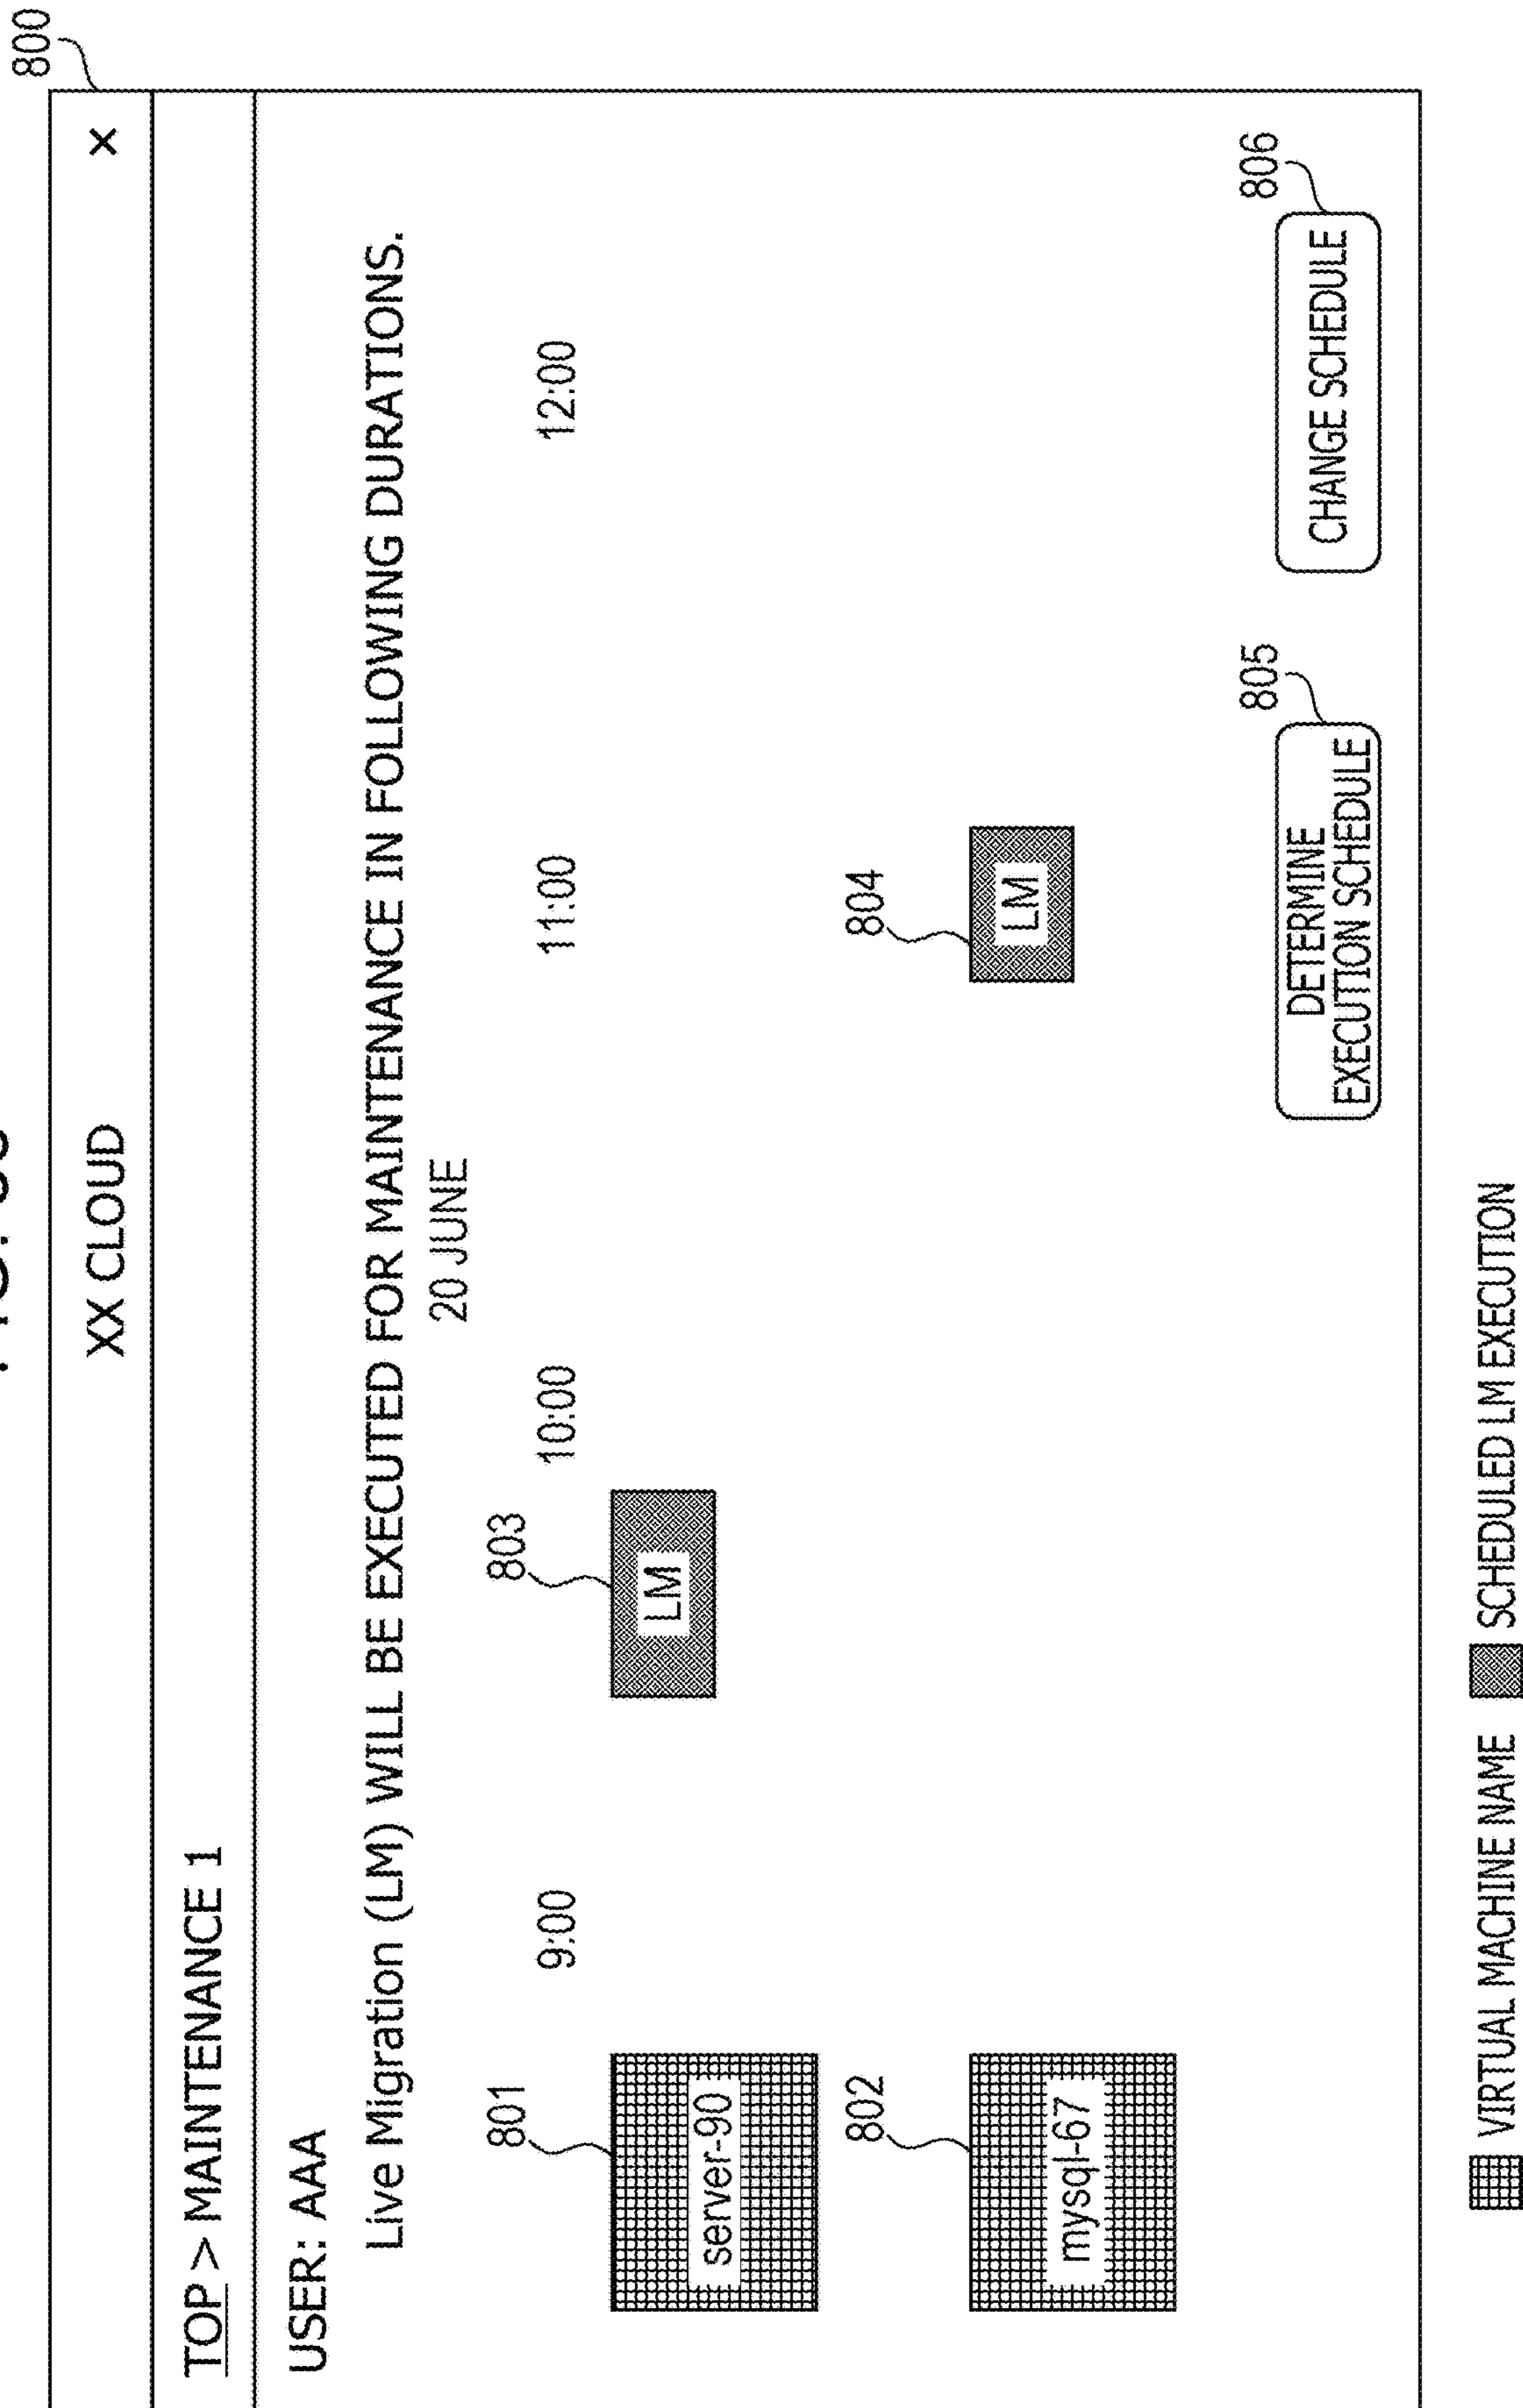 800
XX CLOUD ×
TOP > MAINTENANCE 1
USER: AAA
Live Migration (LM) WILL BE EXECUTED FOR MAINTENANCE IN FOLLOWING DURATIONS.
20 JUNE
9:00 10:00 11:00 12:00
801 803
server-90 LM
802 804
mysql-67 LM
805 806
DETERMINE
EXECUTION SCHEDULE
CHANGE SCHEDULE
VIRTUAL MACHINE NAME SCHEDULED LM EXECUTION